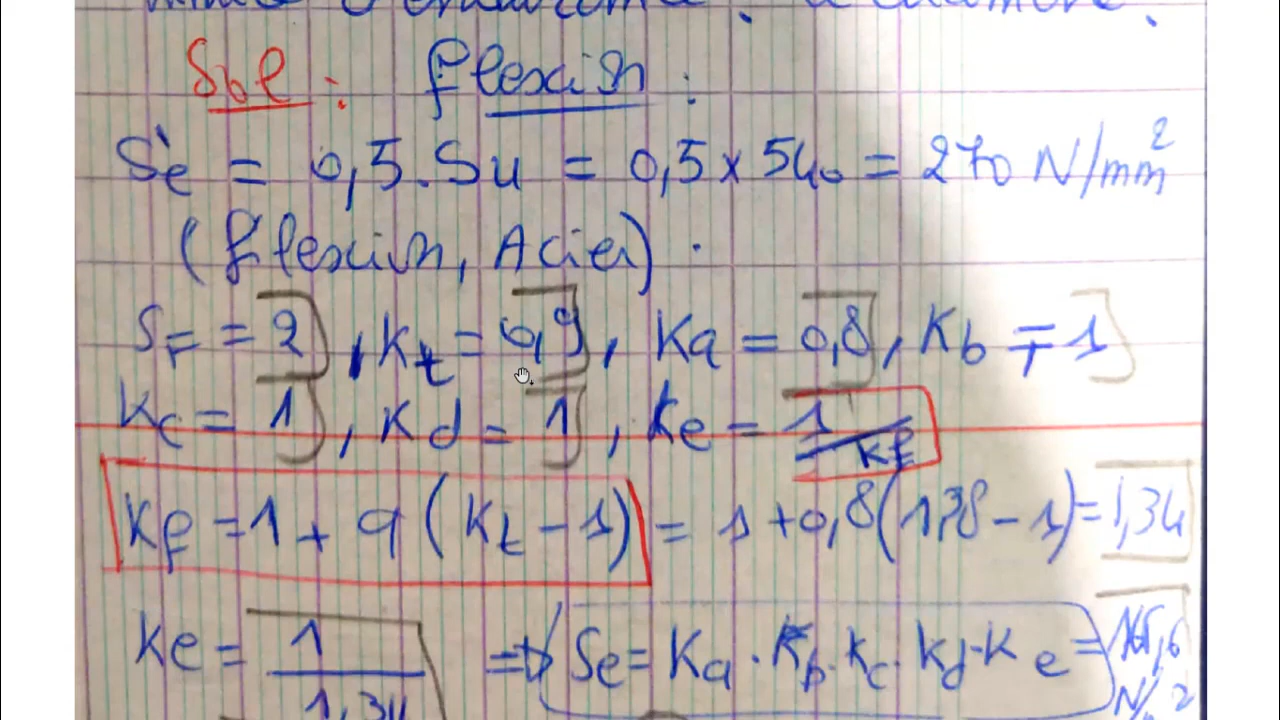 Sol : flexion :
S'e = 0,5.Su = 0,5 x 540 = 270 N/mm²
(flexion, Acier).
SF = 2, Kt = 0,9, Ka = 0,8, Kb = 1
Kc = 1, Kd = 1, Ke = 1/Kf
Kf = 1 + q (Kt - 1) = 1 + 0,8(1,38 - 1) = 1,34
Ke = 1/1,34 => Se = Ka . Kb . Kc . Kd . Ke =